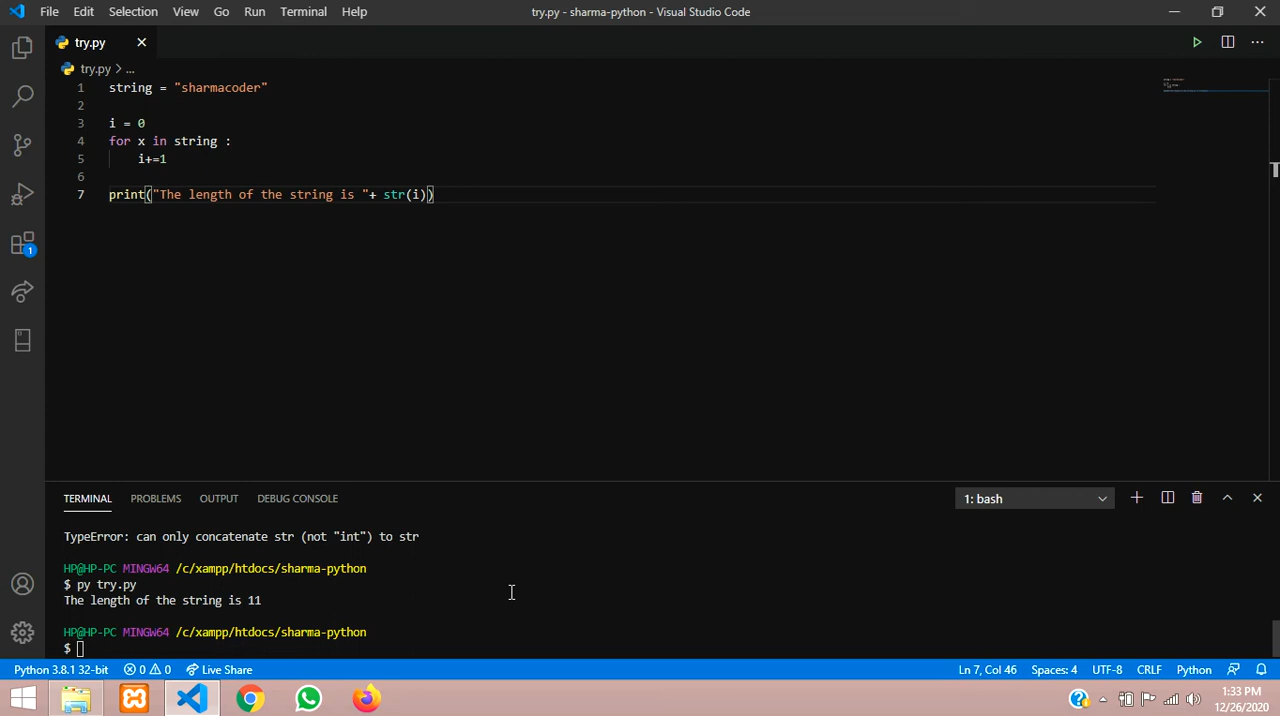 File Edit Selection View Go Run Terminal Help try.py - sharma-python - Visual Studio Code
try.py
try.py > ...
1 string = "sharmacoder"
2
3 i = 0
4 for x in string :
5 i+=1
6
7 print("The length of the string is "+ str(i))
1
TERMINAL PROBLEMS OUTPUT DEBUG CONSOLE 1: bash
TypeError: can only concatenate str (not "int") to str
HP@HP-PC MINGW64 /c/xampp/htdocs/sharma-python
$ py try.py
The length of the string is 11
HP@HP-PC MINGW64 /c/xampp/htdocs/sharma-python
$
Python 3.8.1 32-bit 0 0 Live Share Ln 7, Col 46 Spaces: 4 UTF-8 CRLF Python
1:33 PM
12/26/2020